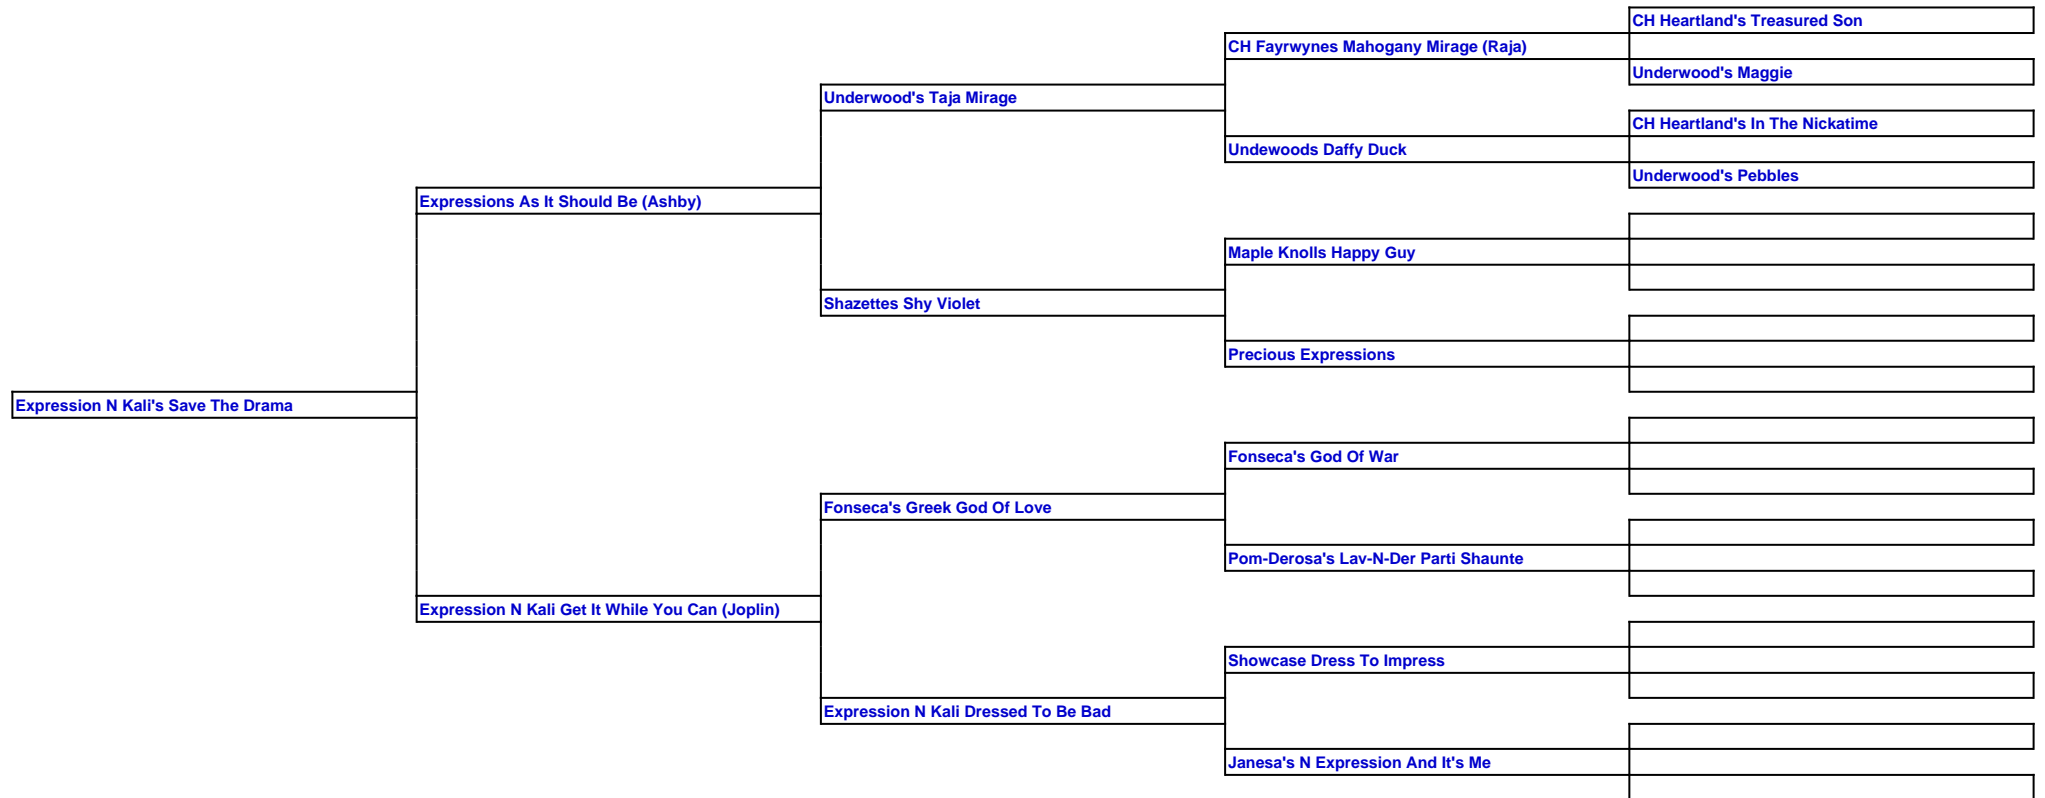 CH Heartland's Treasured Son
CH Fayrwynes Mahogany Mirage (Raja)
Underwood's Maggie
Underwood's Taja Mirage
CH Heartland's In The Nickatime
Undewoods Daffy Duck
Underwood's Pebbles
Expressions As It Should Be (Ashby)
Maple Knolls Happy Guy
Shazettes Shy Violet
Precious Expressions
Expression N Kali's Save The Drama
Fonseca's God Of War
Fonseca's Greek God Of Love
Pom-Derosa's Lav-N-Der Parti Shaunte
Expression N Kali Get It While You Can (Joplin)
Showcase Dress To Impress
Expression N Kali Dressed To Be Bad
Janesa's N Expression And It's Me